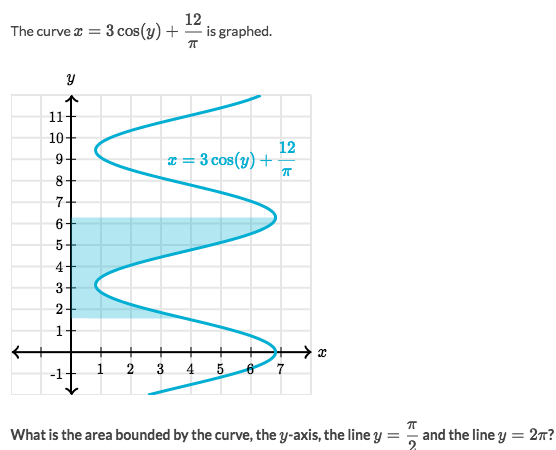 The curve x = 3 cos(y) + 12/π is graphed.
y
11
10
9
8
7
6
5
4
3
2
1
-1
x = 3 cos(y) + 12/π
1 2 3 4 5 6 7
x
What is the area bounded by the curve, the y-axis, the line y = π/2 and the line y = 2π?